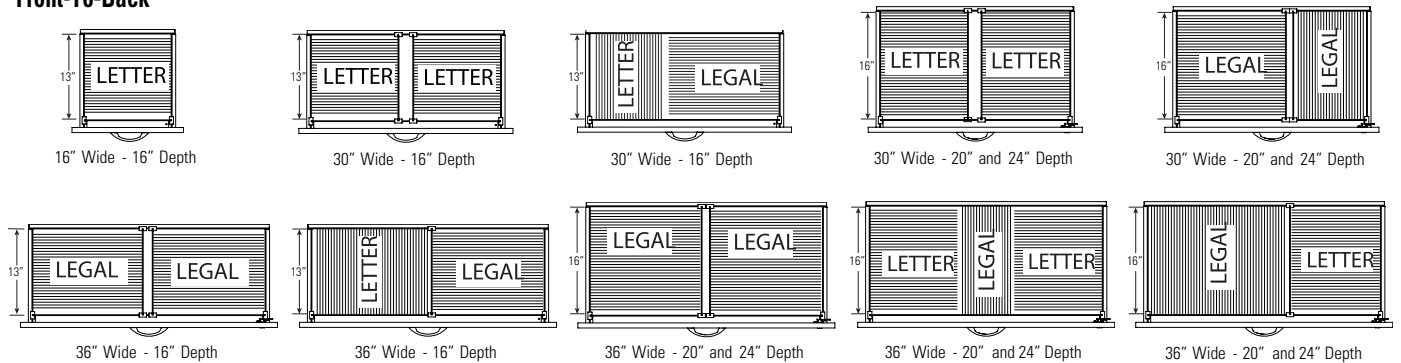 Front-To-Back
13”
LETTER
16” Wide - 16” Depth
13”
LETTER
LETTER
30” Wide - 16” Depth
13”
LETTER
LEGAL
30” Wide - 16” Depth
16”
LETTER
LETTER
30” Wide - 20” and 24” Depth
16”
LEGAL
LEGAL
30” Wide - 20” and 24” Depth
13”
LEGAL
LEGAL
36” Wide - 16” Depth
13”
LETTER
LEGAL
36” Wide - 16” Depth
16”
LEGAL
LEGAL
36” Wide - 20” and 24” Depth
16”
LETTER
LEGAL
LETTER
36” Wide - 20” and 24” Depth
16”
LEGAL
LETTER
36” Wide - 20” and 24” Depth